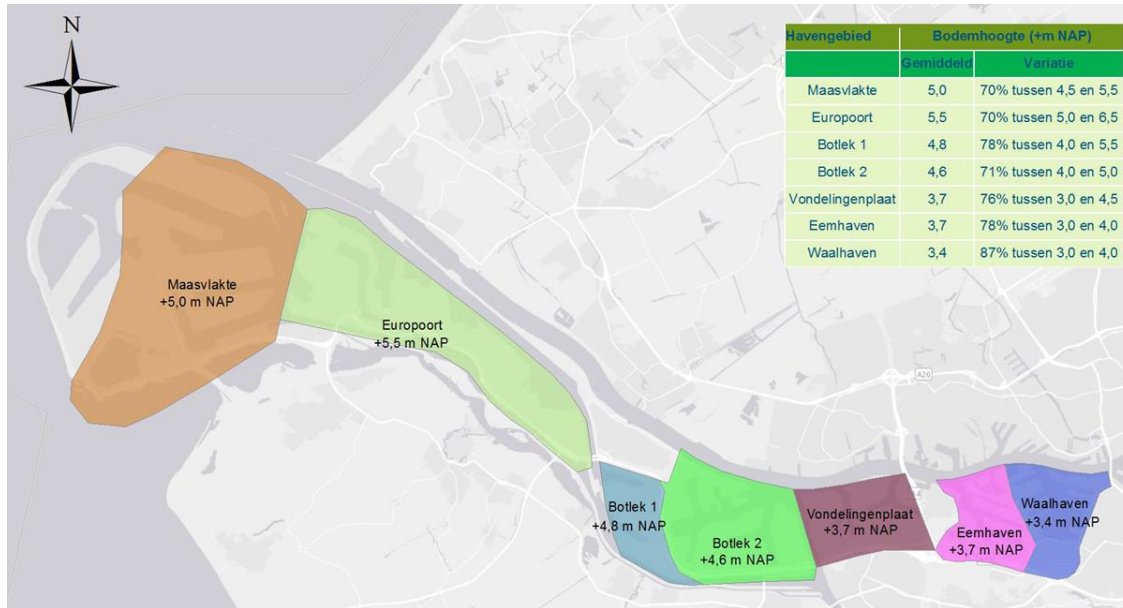 N
Havengebied Bodemhoogte (+m NAP)
Gemiddeld Variatie
Maasvlakte 5,0 70% tussen 4,5 en 5,5
Europoort 5,5 70% tussen 5,0 en 6,5
Botlek 1 4,8 78% tussen 4,0 en 5,5
Botlek 2 4,6 71% tussen 4,0 en 5,0
Vondelingenplaat 3,7 76% tussen 3,0 en 4,5
Eemhaven 3,7 78% tussen 3,0 en 4,0
Waalhaven 3,4 87% tussen 3,0 en 4,0
Maasvlakte
+5,0 m NAP
Europoort
+5,5 m NAP
A20
Botlek 1
+4,8 m NAP
Botlek 2
+4,6 m NAP
Vondelingenplaat
+3,7 m NAP
Eemhaven
+3,7 m NAP
Waalhaven
+3,4 m NAP